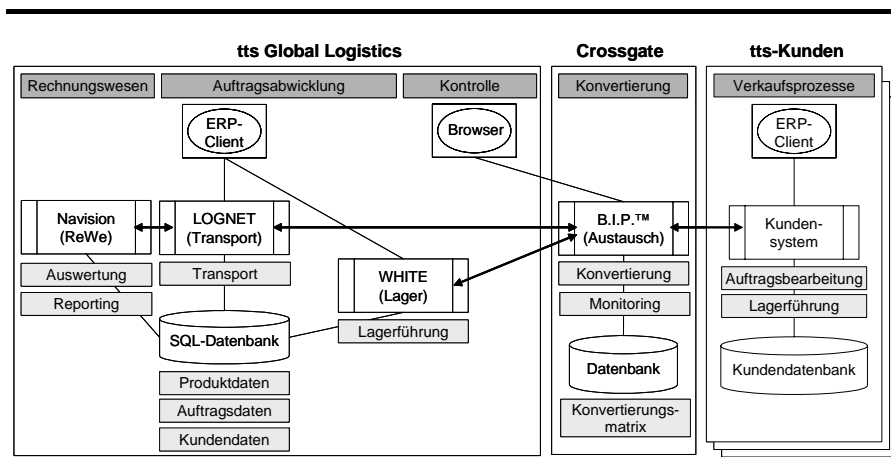 tts Global Logistics
Crossgate
tts-Kunden
Rechnungswesen
Auftragsabwicklung
Kontrolle
Konvertierung
Verkaufsprozesse
ERP-
Client
Browser
ERP-
Client
Navision
(ReWe)
LOGNET
(Transport)
B.I.P.™
(Austausch)
Kunden-
system
Auswertung
Reporting
Transport
WHITE
(Lager)
Lagerführung
Konvertierung
Monitoring
Auftragsbearbeitung
Lagerführung
SQL-Datenbank
Datenbank
Kundendatenbank
Produktdaten
Auftragsdaten
Kundendaten
Konvertierungs-
matrix